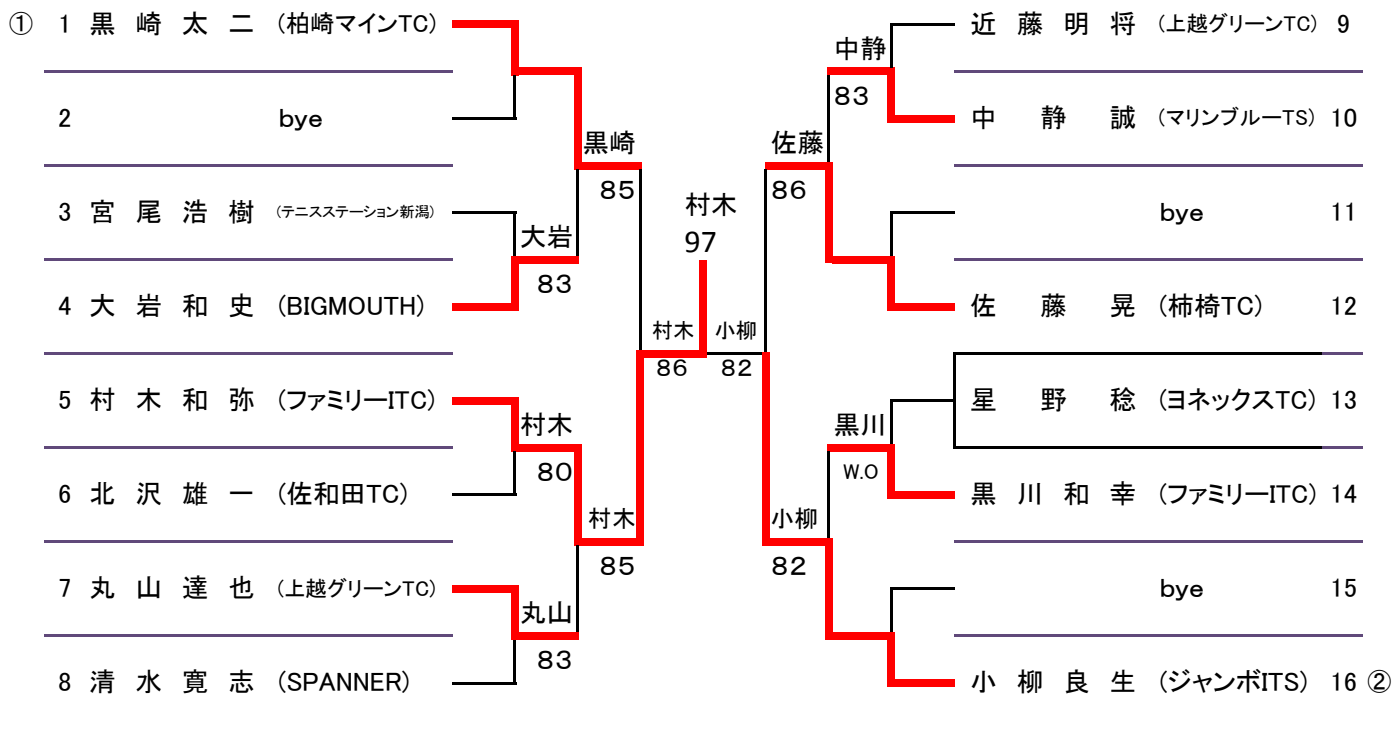 ① 1 黒崎太二 (柏崎マインTC)
2 bye
3 宮尾浩樹 (テニスステーション新潟)
4 大岩和史 (BIGMOUTH)
5 村木和弥 (ファミリーITC)
6 北沢雄一 (佐和田TC)
7 丸山達也 (上越グリーンTC)
8 清水寛志 (SPANNER)
黒崎
85
大岩
83
村木
80
村木
85
丸山
83
村木
97
村木
86
小柳
82
中静
83
佐藤
86
黒川
W.O
小柳
82
近藤明将 (上越グリーンTC) 9
中静誠 (マリンブルーTS) 10
bye 11
佐藤晃 (柿椅TC) 12
星野稔 (ヨネックスTC) 13
黒川和幸 (ファミリーITC) 14
bye 15
小柳良生 (ジャンボITS) 16 ②